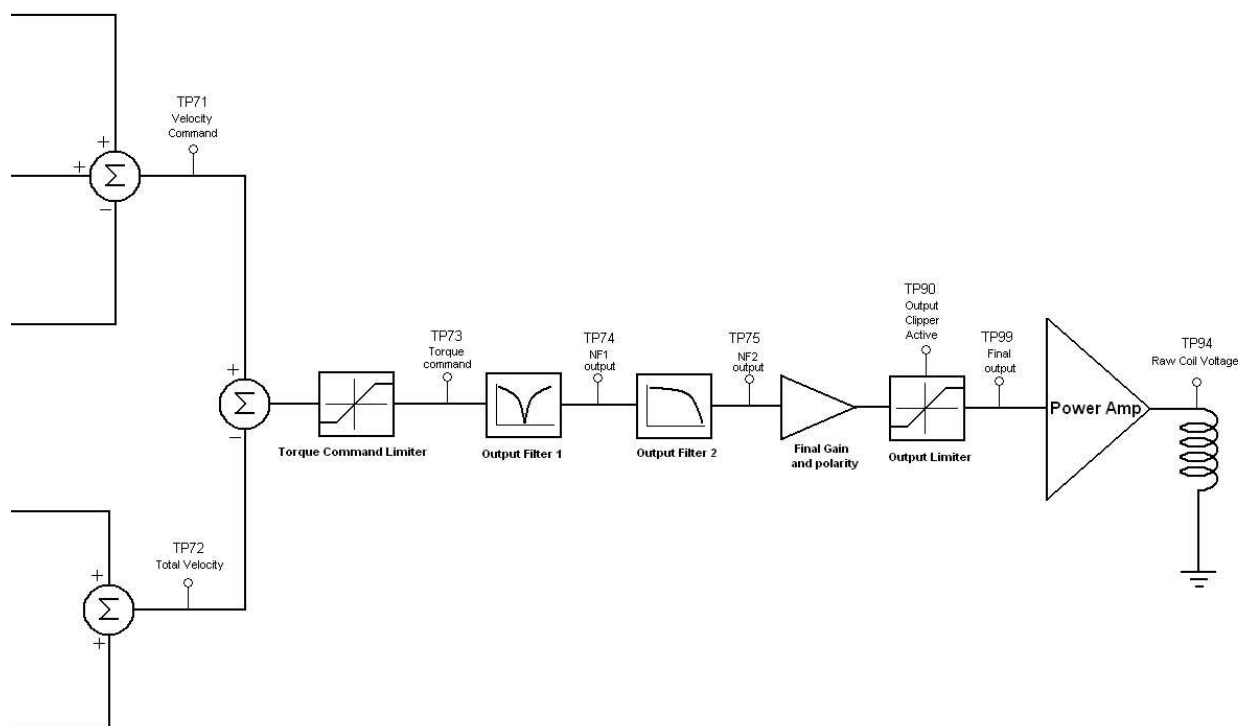 TP71
Velocity
Command
+
+
Σ
−
TP90
Output
Clipper
Active
TP73
Torque
command
TP74
NF1
output
TP75
NF2
output
TP99
Final
output
TP94
Raw Coil Voltage
+
Σ
−
Power Amp
Torque Command Limiter
Output Filter 1
Output Filter 2
Final Gain
and polarity
Output Limiter
TP72
Total Velocity
+
Σ
+